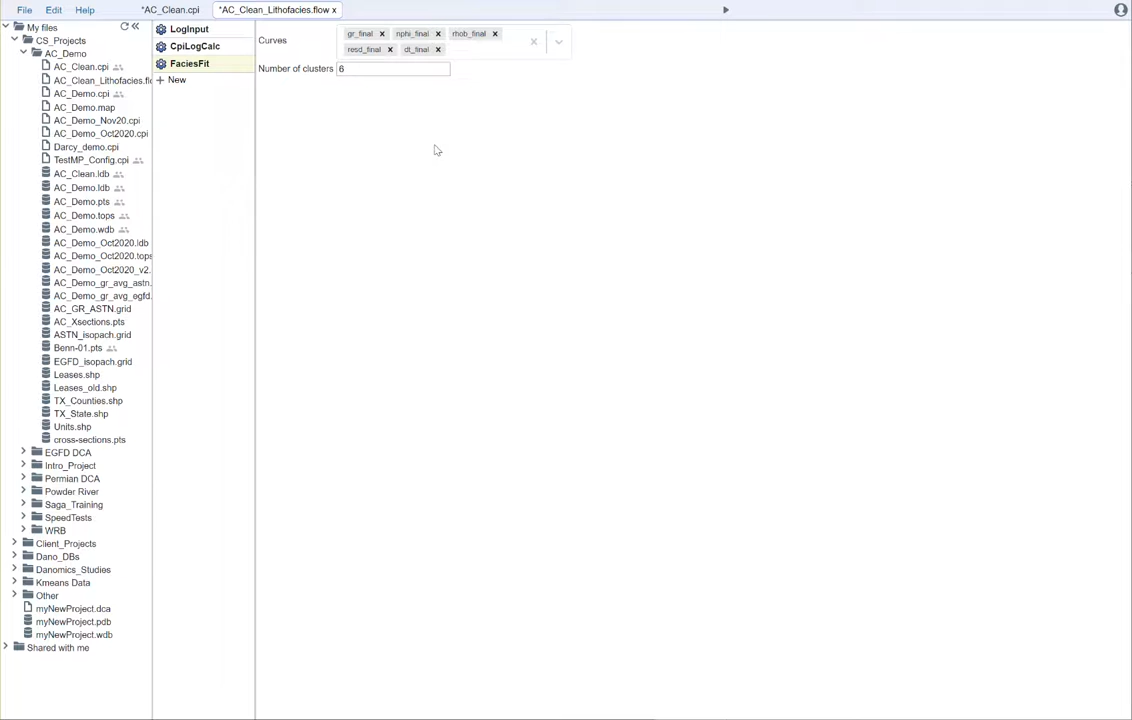 File Edit Help *AC_Clean.cpi *AC_Clean_Lithofacies.flow x
My files
CS_Projects
AC_Demo
AC_Clean.cpi
AC_Clean_Lithofacies.flo
AC_Demo.cpi
AC_Demo.map
AC_Demo_Nov20.cpi
AC_Demo_Oct2020.cpi
Darcy_demo.cpi
TestMP_Config.cpi
AC_Clean.ldb
AC_Demo.ldb
AC_Demo.pts
AC_Demo.tops
AC_Demo.wdb
AC_Demo_Oct2020.ldb
AC_Demo_Oct2020.tops
AC_Demo_Oct2020_v2.
AC_Demo_gr_avg_astn.
AC_Demo_gr_avg_egfd.
AC_GR_ASTN.grid
AC_Xsections.pts
ASTN_isopach.grid
Benn-01.pts
EGFD_isopach.grid
Leases.shp
Leases_old.shp
TX_Counties.shp
TX_State.shp
Units.shp
cross-sections.pts
EGFD DCA
Intro_Project
Permian DCA
Powder River
Saga_Training
SpeedTests
WRB
Client_Projects
Dano_DBs
Danomics_Studies
Kmeans Data
Other
myNewProject.dca
myNewProject.pdb
myNewProject.wdb
Shared with me
LogInput
CpiLogCalc
FaciesFit
+ New
Curves
gr_final x nphi_final x rhob_final x
resd_final x dt_final x
Number of clusters 6